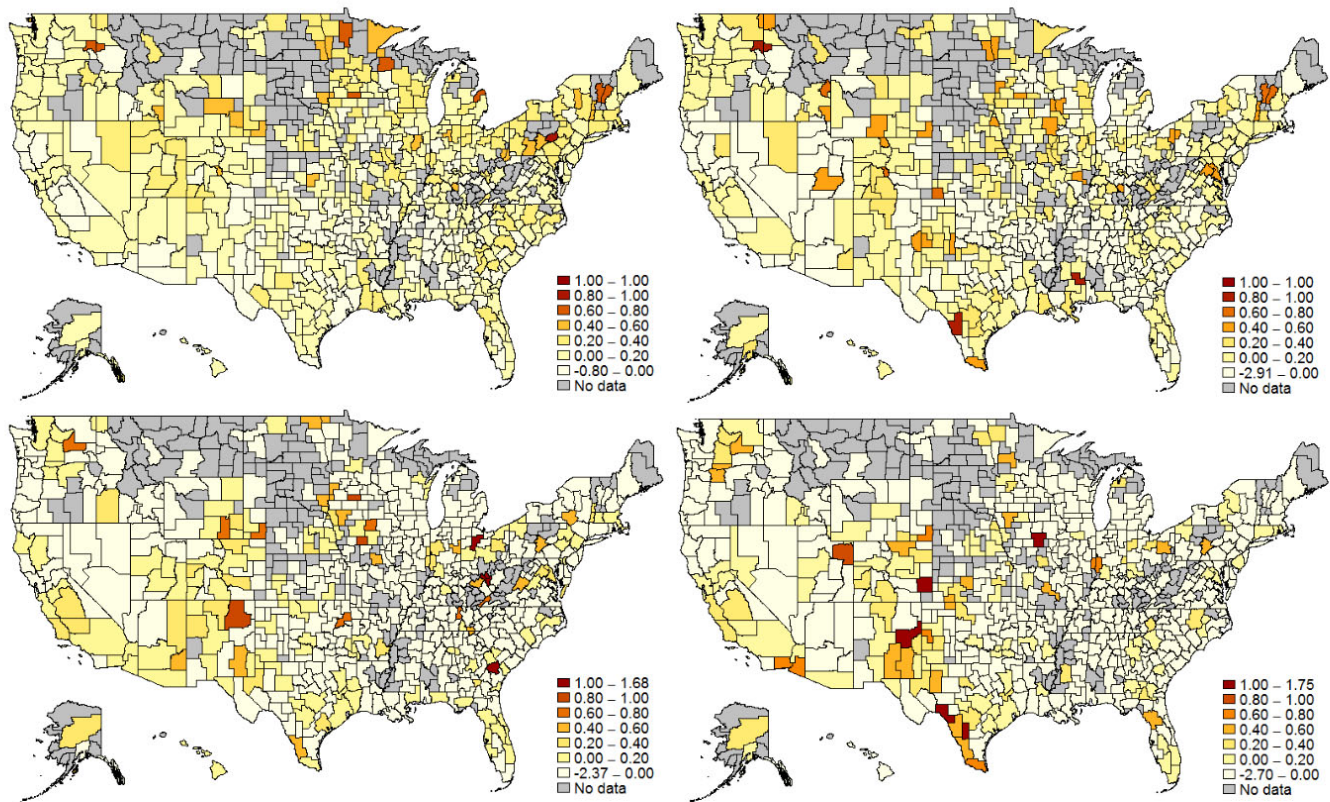 1.00 – 1.00
0.80 – 1.00
0.60 – 0.80
0.40 – 0.60
0.20 – 0.40
0.00 – 0.20
-0.80 – 0.00
No data
1.00 – 1.00
0.80 – 1.00
0.60 – 0.80
0.40 – 0.60
0.20 – 0.40
0.00 – 0.20
-2.91 – 0.00
No data
1.00 – 1.68
0.80 – 1.00
0.60 – 0.80
0.40 – 0.60
0.20 – 0.40
0.00 – 0.20
-2.37 – 0.00
No data
1.00 – 1.75
0.80 – 1.00
0.60 – 0.80
0.40 – 0.60
0.20 – 0.40
0.00 – 0.20
-2.70 – 0.00
No data